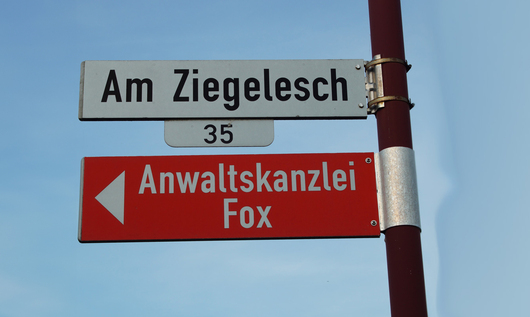 Am Ziegelesch
35
Anwaltskanzlei
Fox